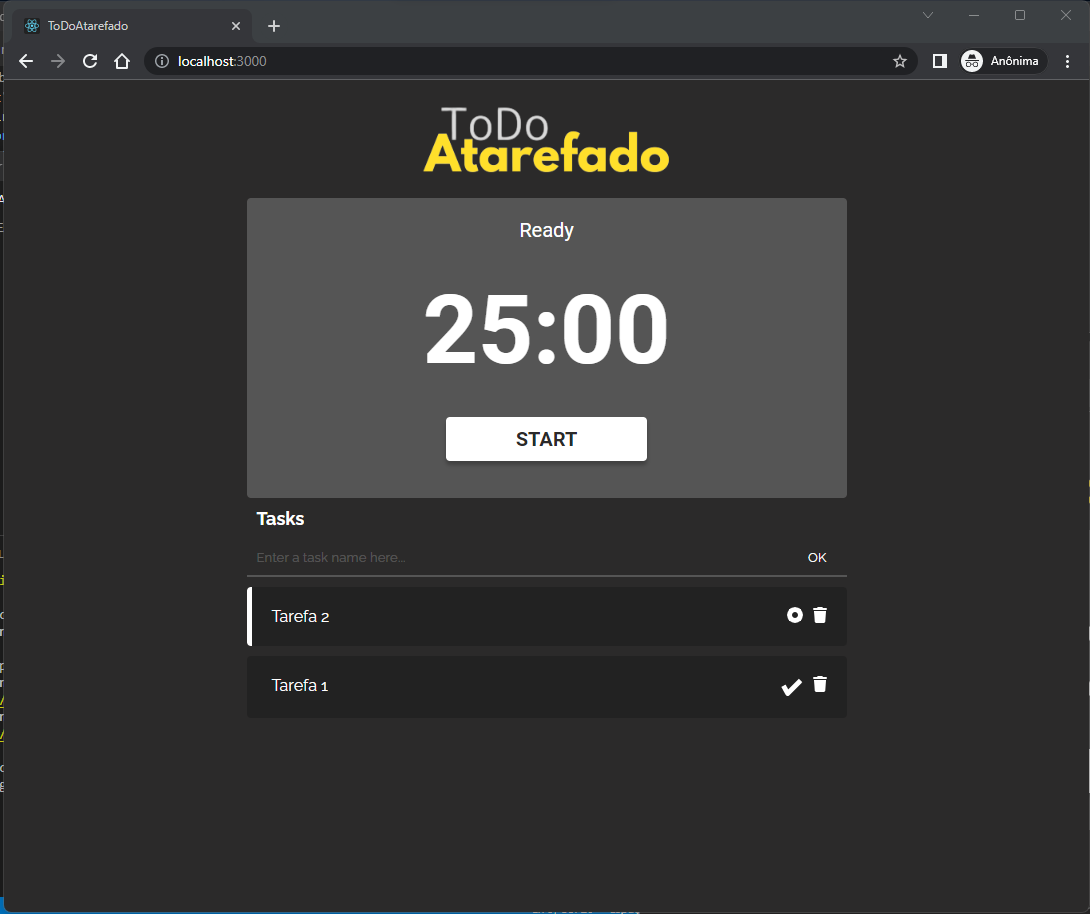 ToDoAtarefado
localhost:3000
Anônima
ToDo
Atarefado
Ready
25:00
START
Tasks
Enter a task name here...
OK
Tarefa 2
Tarefa 1